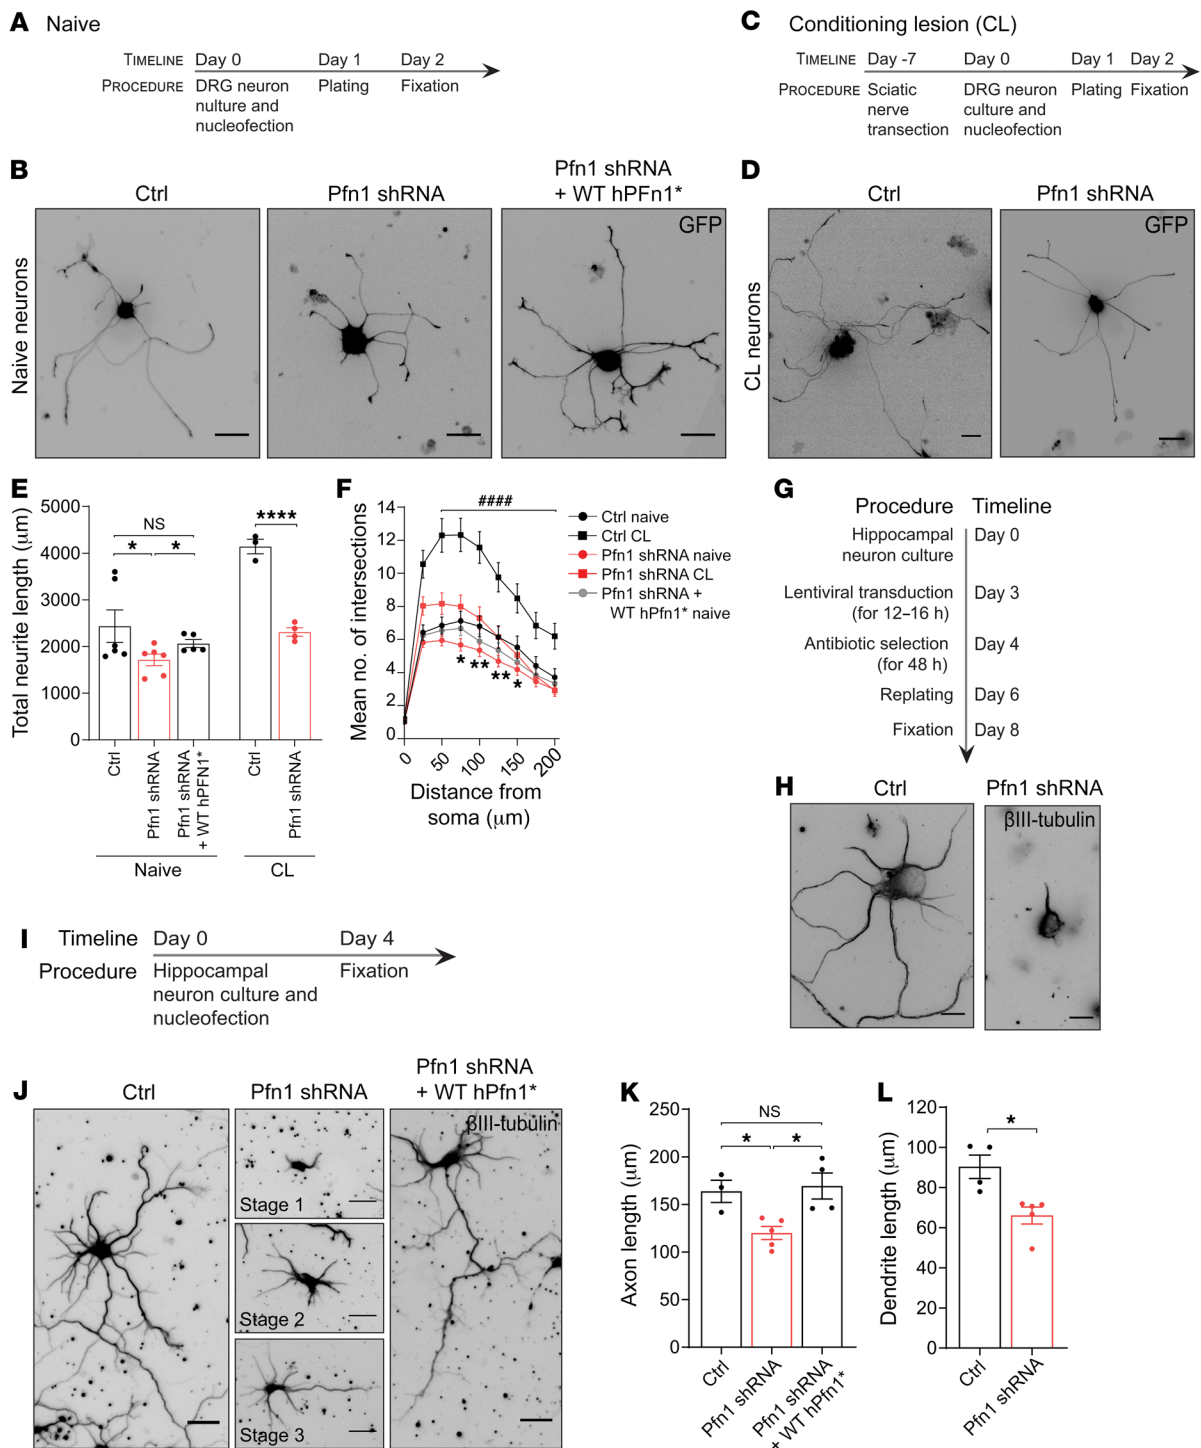 A Naive
TIMELINE Day 0 Day 1 Day 2
PROCEDURE DRG neuron Plating Fixation
nulture and
nucleofection
C Conditioning lesion (CL)
TIMELINE Day -7 Day 0 Day 1 Day 2
PROCEDURE Sciatic DRG neuron Plating Fixation
nerve culture and
transection nucleofection
B
Ctrl
Pfn1 shRNA
Pfn1 shRNA
+ WT hPFn1*
Naive neurons
GFP
D
Ctrl
Pfn1 shRNA
CL neurons
GFP
E
Total neurite length (μm)
5000
4000
3000
2000
1000
0
NS
*
*
****
Ctrl
Pfn1 shRNA
Pfn1 shRNA
+ WT hPFN1*
Ctrl
Pfn1 shRNA
Naive
CL
F
Mean no. of intersections
14
12
10
8
6
4
2
0
####
*
**
**
*
0 50 100 150 200
Distance from
soma (μm)
Ctrl naive
Ctrl CL
Pfn1 shRNA naive
Pfn1 shRNA CL
Pfn1 shRNA +
WT hPfn1* naive
G
Procedure Timeline
Hippocampal Day 0
neuron culture
Lentiviral transduction Day 3
(for 12–16 h)
Antibiotic selection Day 4
(for 48 h)
Replating Day 6
Fixation Day 8
H
Ctrl
Pfn1 shRNA
βIII-tubulin
I
Timeline Day 0 Day 4
Procedure Hippocampal Fixation
neuron culture and
nucleofection
J
Ctrl
Pfn1 shRNA
Pfn1 shRNA
+ WT hPfn1*
βIII-tubulin
Stage 1
Stage 2
Stage 3
K
Axon length (μm)
250
200
150
100
50
0
NS
*
*
Ctrl
Pfn1 shRNA
Pfn1 shRNA
+ WT hPfn1*
L
Dendrite length (μm)
120
100
80
60
40
20
0
*
Ctrl
Pfn1 shRNA